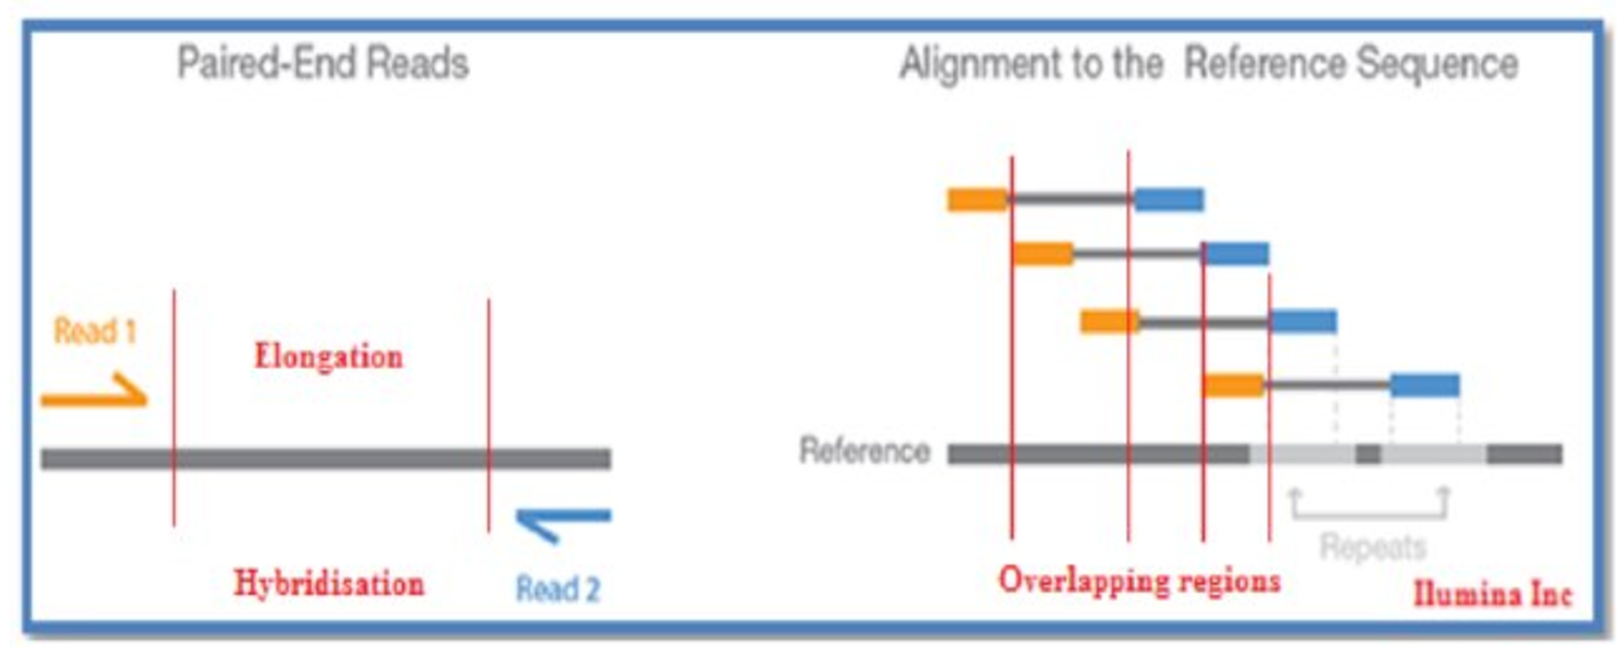 Paired-End Reads
Alignment to the Reference Sequence
Read 1
Elongation
Hybridisation
Read 2
Reference
Repeats
Overlapping regions
Ilumina Inc